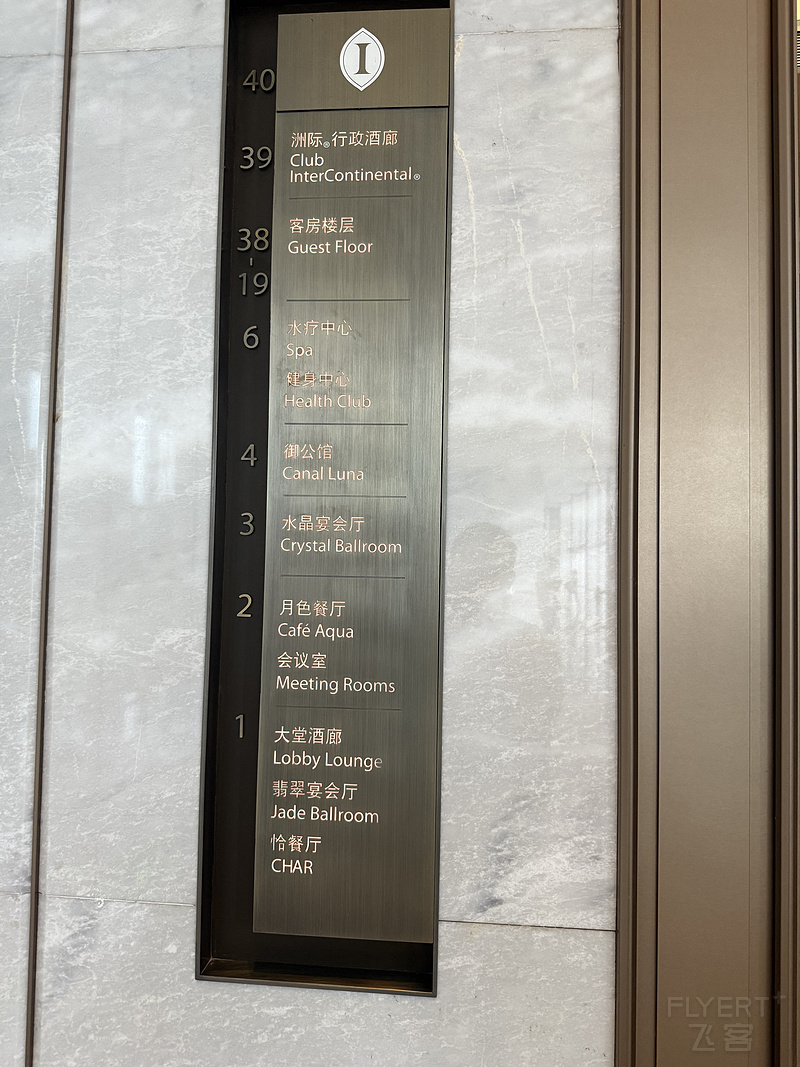 I
40
39
洲际®行政酒廊
Club
InterContinental®
38
-
19
客房楼层
Guest Floor
6
水疗中心
Spa
健身中心
Health Club
4
御公馆
Canal Luna
3
水晶宴会厅
Crystal Ballroom
2
月色餐厅
Café Aqua
会议室
Meeting Rooms
1
大堂酒廊
Lobby Lounge
翡翠宴会厅
Jade Ballroom
恰餐厅
CHAR
FLYERT+
飞客